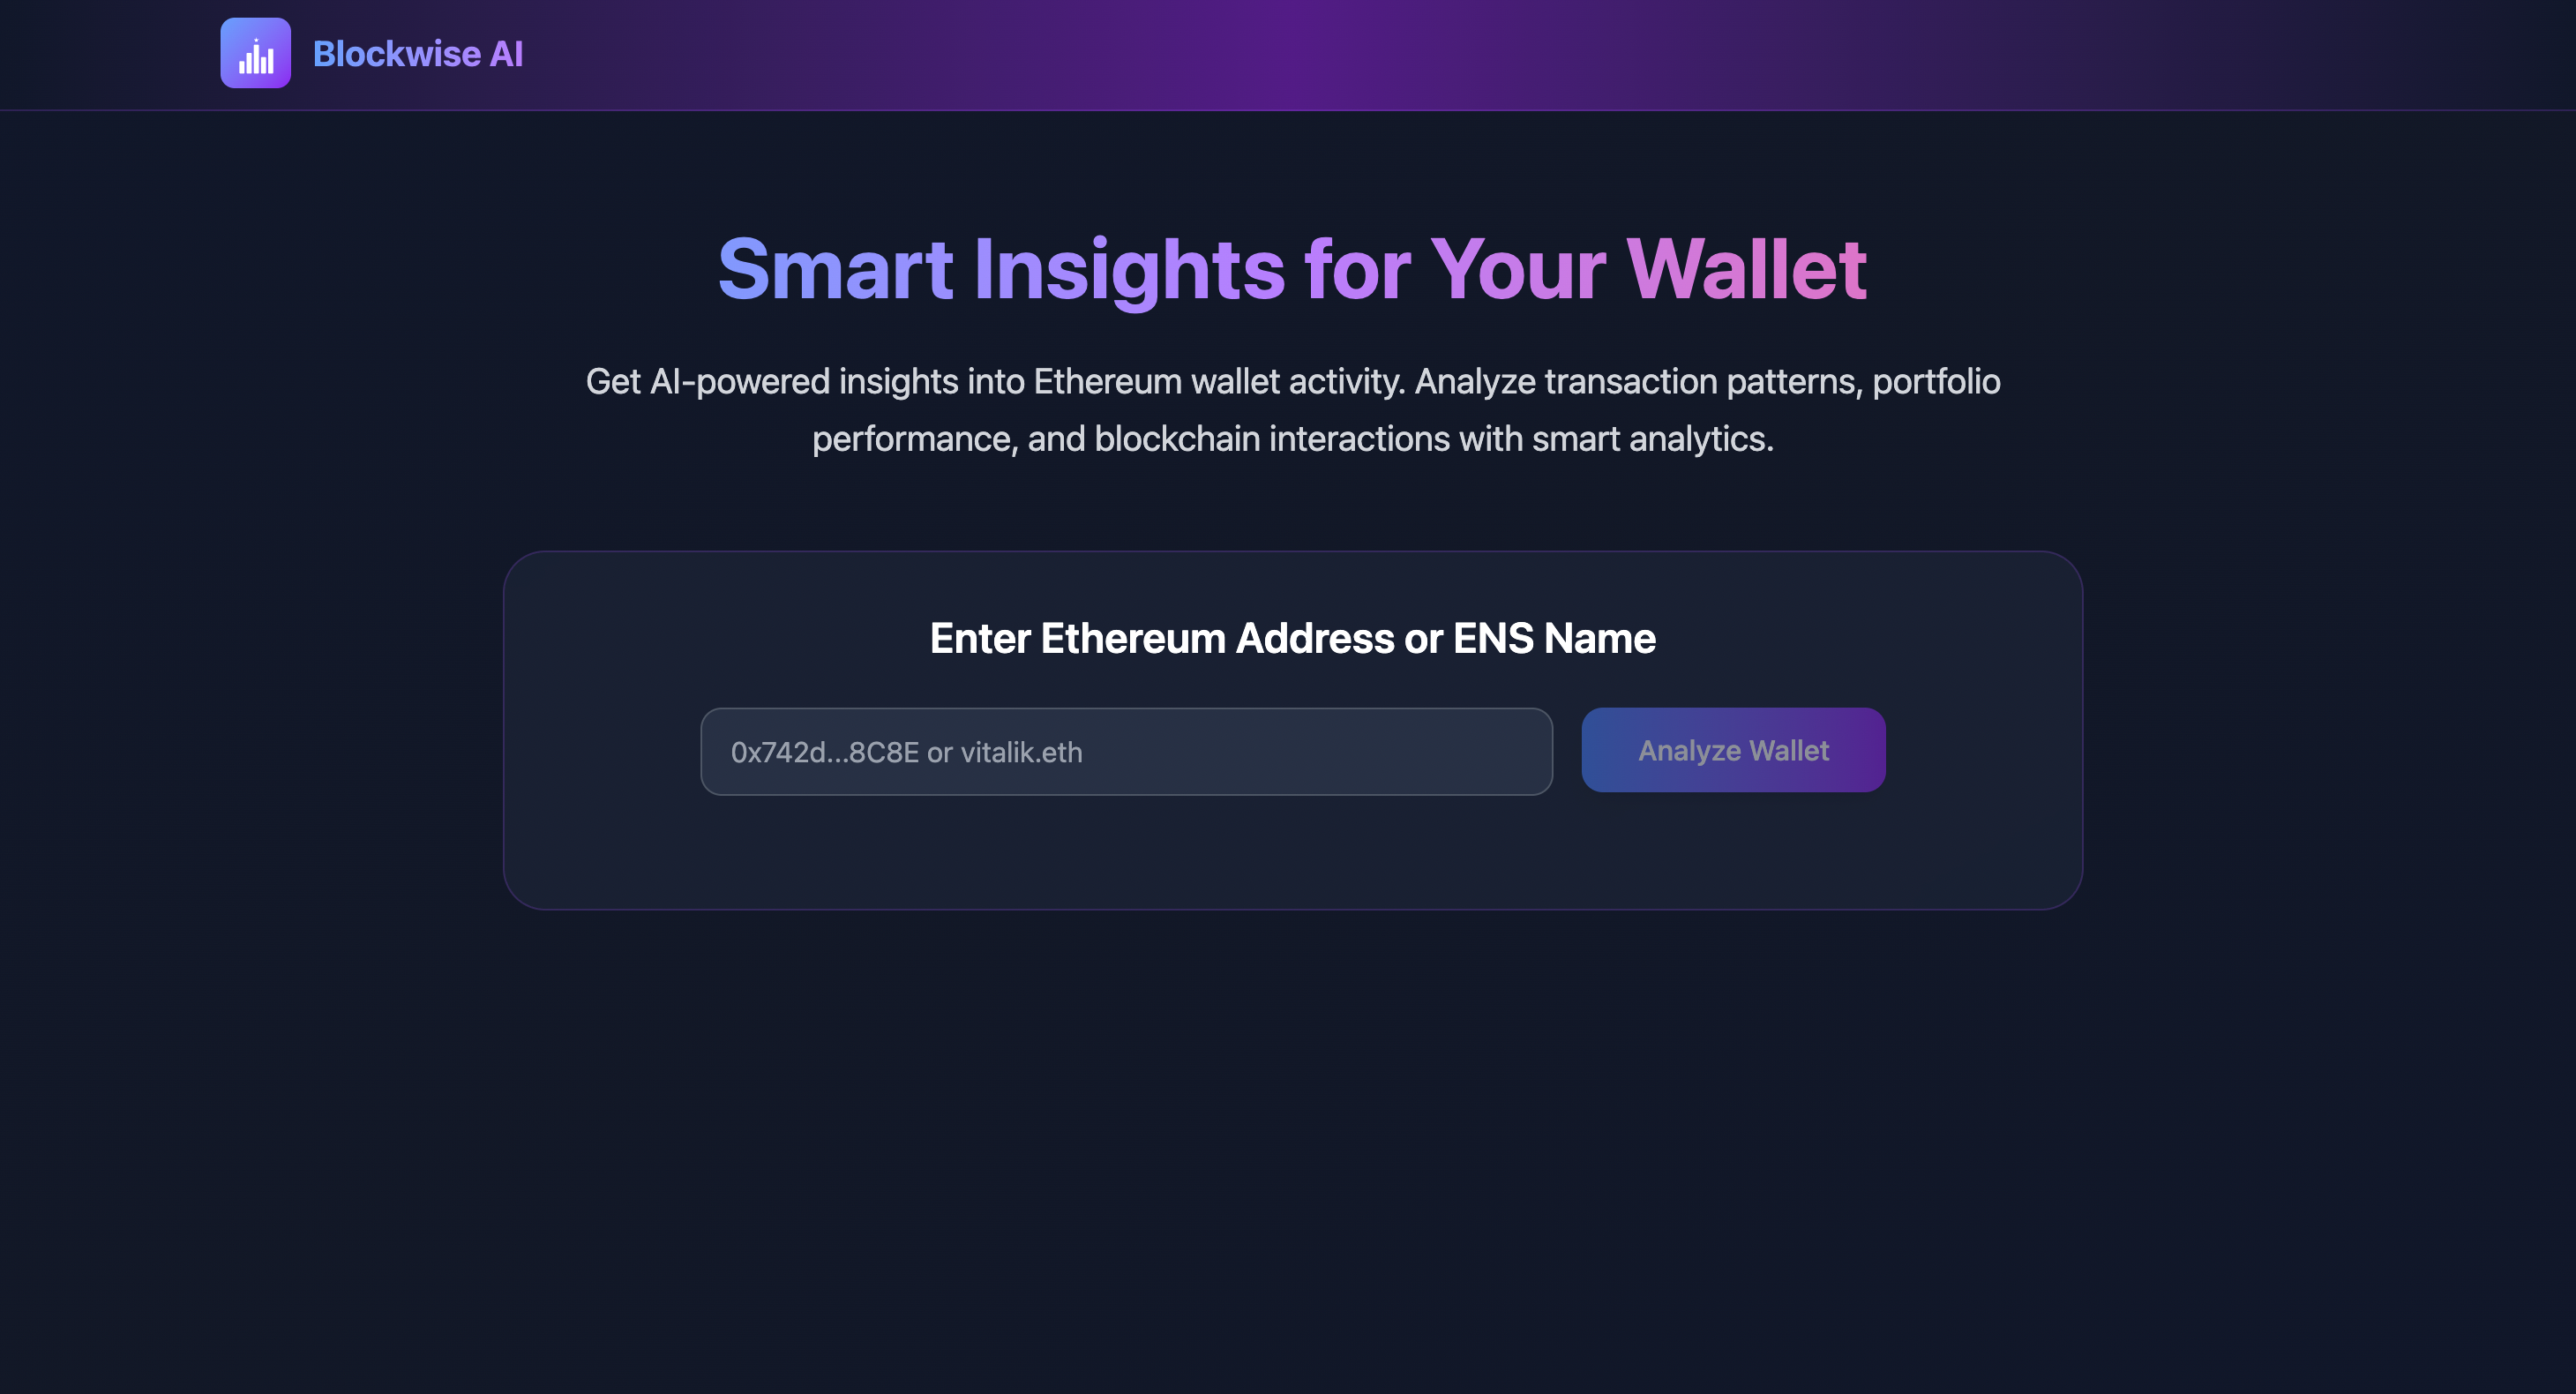 Blockwise AI
Smart Insights for Your Wallet
Get AI-powered insights into Ethereum wallet activity. Analyze transaction patterns, portfolio
performance, and blockchain interactions with smart analytics.
Enter Ethereum Address or ENS Name
0x742d...8C8E or vitalik.eth
Analyze Wallet